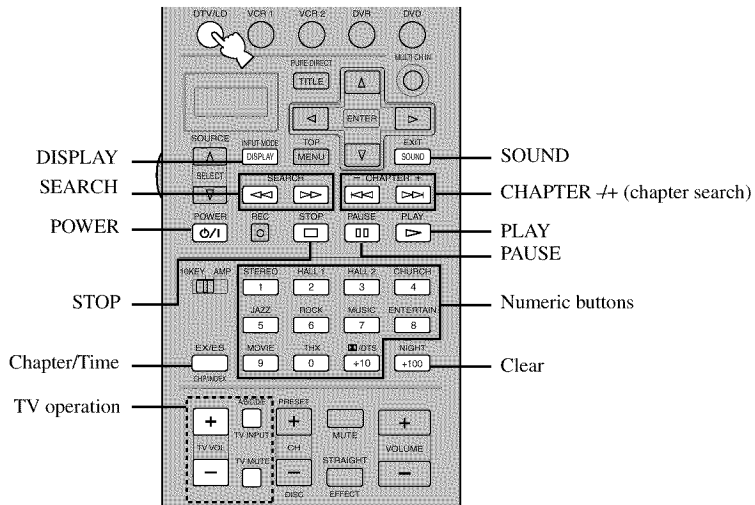 DTV/LD VCR 1 VCR 2 DVR DVD
PURE DIRECT MULTI CH IN
TITLE
ENTER
SOURCE INPUT MODE TOP EXIT
DISPLAY DISPLAY MENU SOUND SOUND
SELECT
SEARCH SEARCH – CHAPTER + CHAPTER -/+ (chapter search)
POWER POWER REC STOP PAUSE PLAY PLAY
PAUSE
10KEY AMP STEREO HALL 1 HALL 2 CHURCH
STOP 1 2 3 4 Numeric buttons
JAZZ ROCK MUSIC ENTERTAIN
5 6 7 8
EX/ES MOVIE THX /DTS NIGHT
Chapter/Time 9 0 +10 +100 Clear
CHP/INDEX
TV operation A/B/C/D/E PRESET
+ + +
TV VOL TV INPUT CH MUTE VOLUME
TV MUTE STRAIGHT
– – –
DISC EFFECT